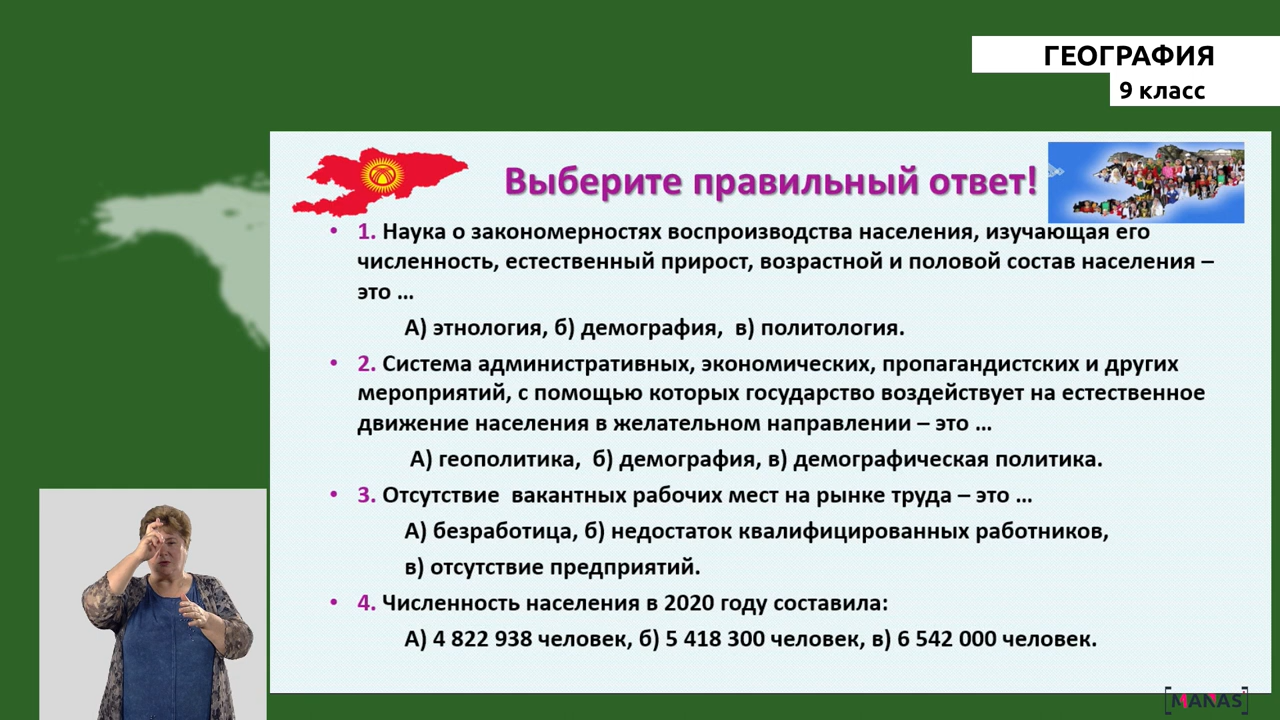 ГЕОГРАФИЯ
9 класс
Выберите правильный ответ!
• 1. Наука о закономерностях воспроизводства населения, изучающая его
численность, естественный прирост, возрастной и половой состав населения –
это ...
А) этнология, б) демография, в) политология.
• 2. Система административных, экономических, пропагандистских и других
мероприятий, с помощью которых государство воздействует на естественное
движение населения в желательном направлении – это ...
А) геополитика, б) демография, в) демографическая политика.
• 3. Отсутствие вакантных рабочих мест на рынке труда – это ...
А) безработица, б) недостаток квалифицированных работников,
в) отсутствие предприятий.
• 4. Численность населения в 2020 году составила:
А) 4 822 938 человек, б) 5 418 300 человек, в) 6 542 000 человек.
[MANAS]